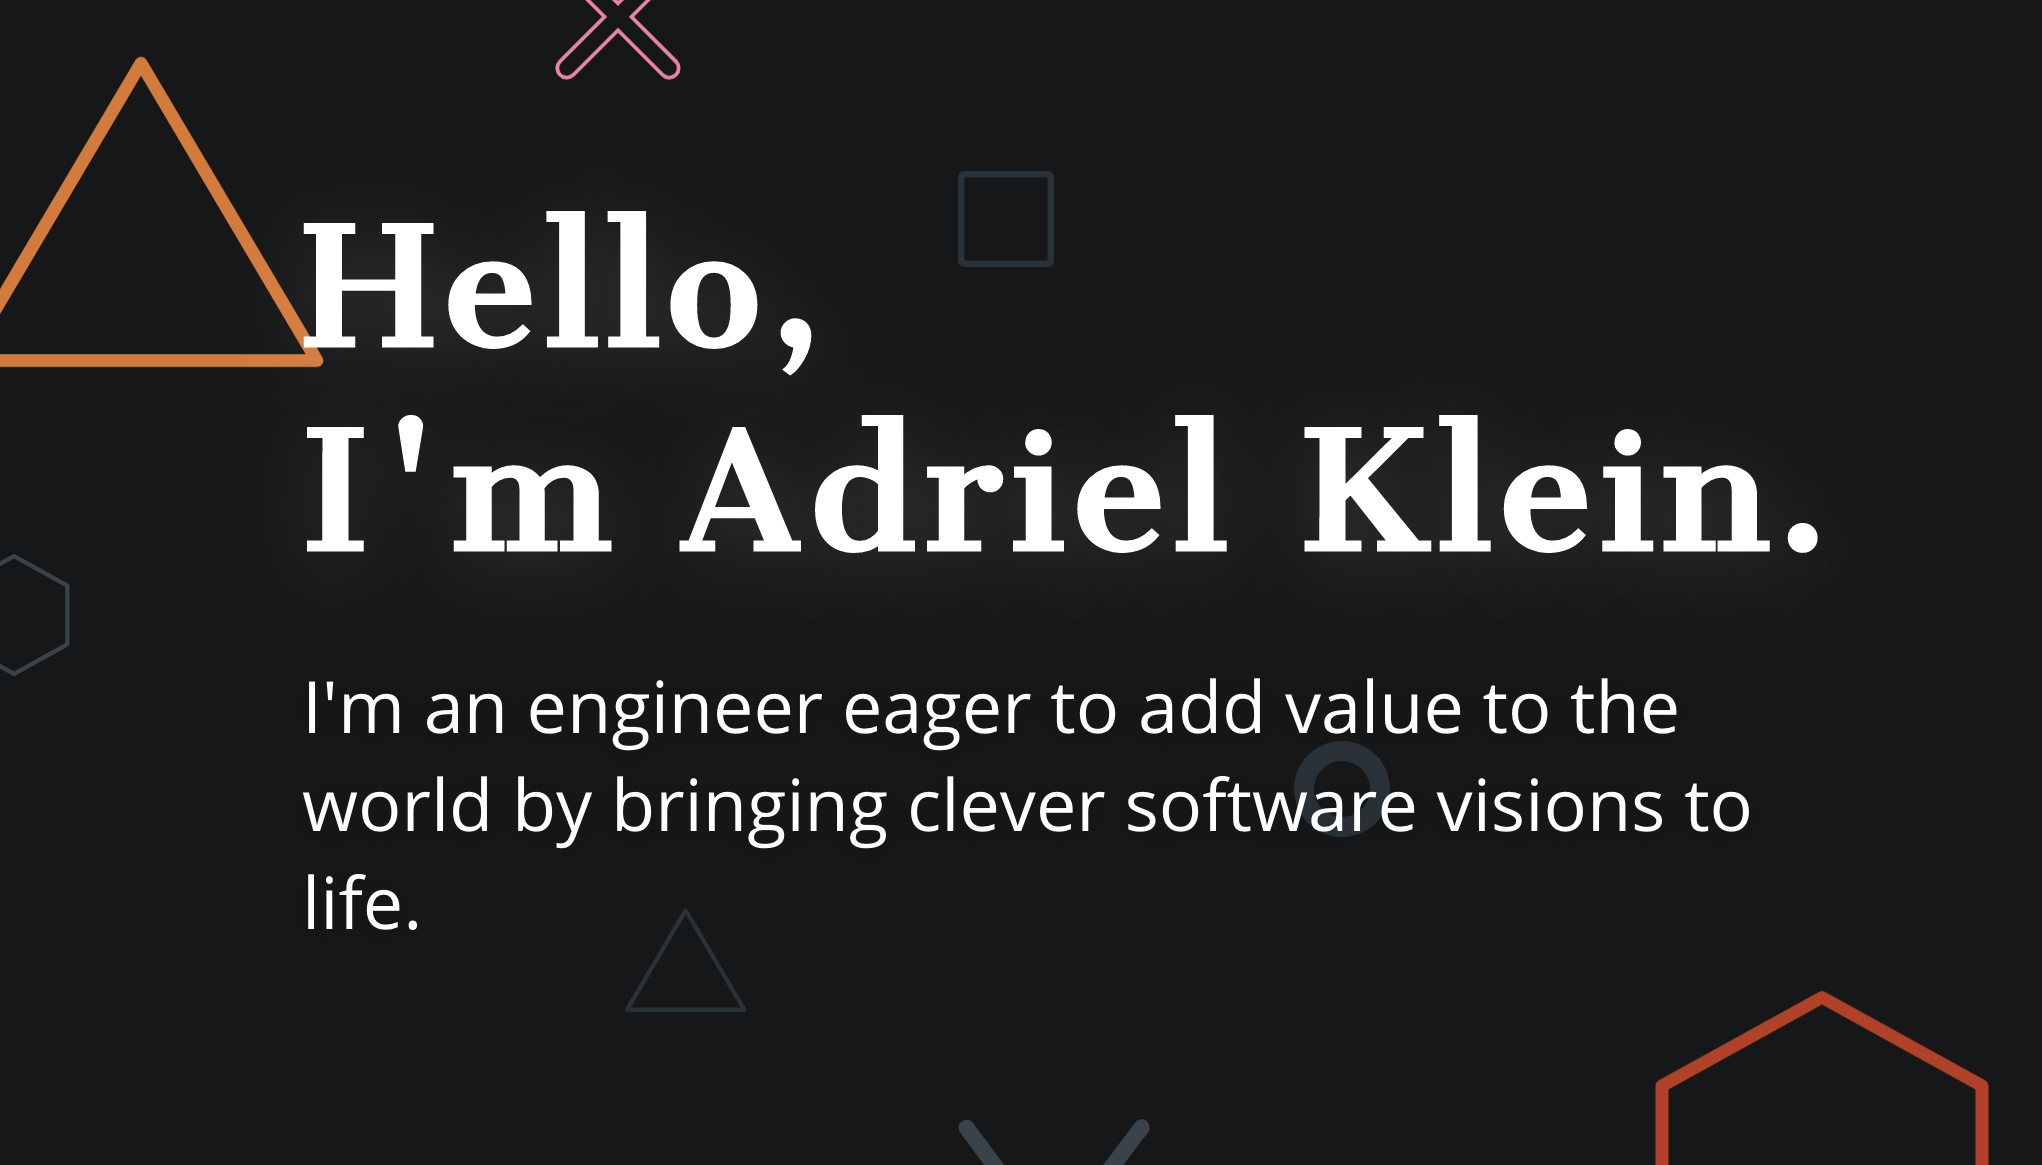 Hello,
I'm Adriel Klein.
I'm an engineer eager to add value to the
world by bringing clever software visions to
life.